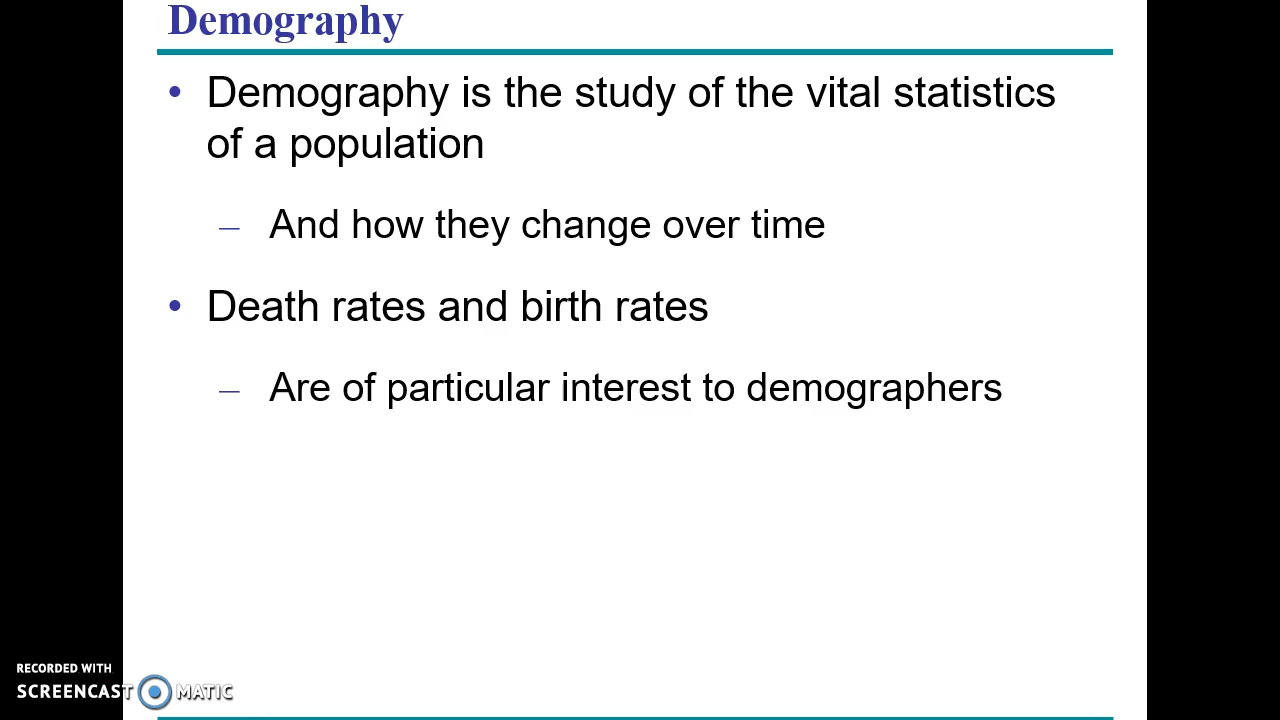 Demography
• Demography is the study of the vital statistics
of a population
– And how they change over time
• Death rates and birth rates
– Are of particular interest to demographers
RECORDED WITH
SCREENCAST MATIC